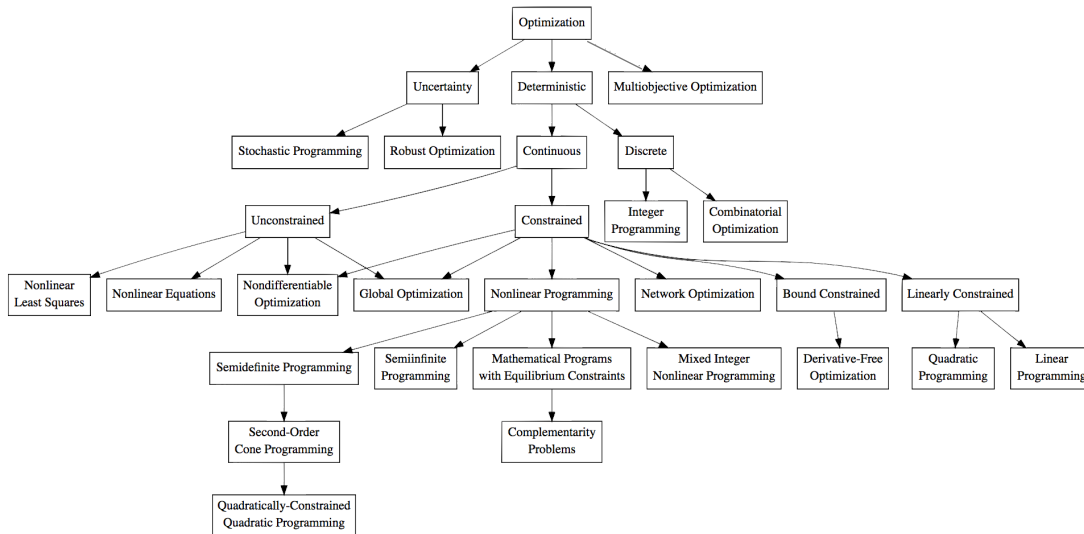 Optimization
Uncertainty
Deterministic
Multiobjective Optimization
Stochastic Programming
Robust Optimization
Continuous
Discrete
Unconstrained
Constrained
Integer
Programming
Combinatorial
Optimization
Nonlinear
Least Squares
Nonlinear Equations
Nondifferentiable
Optimization
Global Optimization
Nonlinear Programming
Network Optimization
Bound Constrained
Linearly Constrained
Semidefinite Programming
Semiinfinite
Programming
Mathematical Programs
with Equilibrium Constraints
Mixed Integer
Nonlinear Programming
Derivative-Free
Optimization
Quadratic
Programming
Linear
Programming
Second-Order
Cone Programming
Complementarity
Problems
Quadratically-Constrained
Quadratic Programming